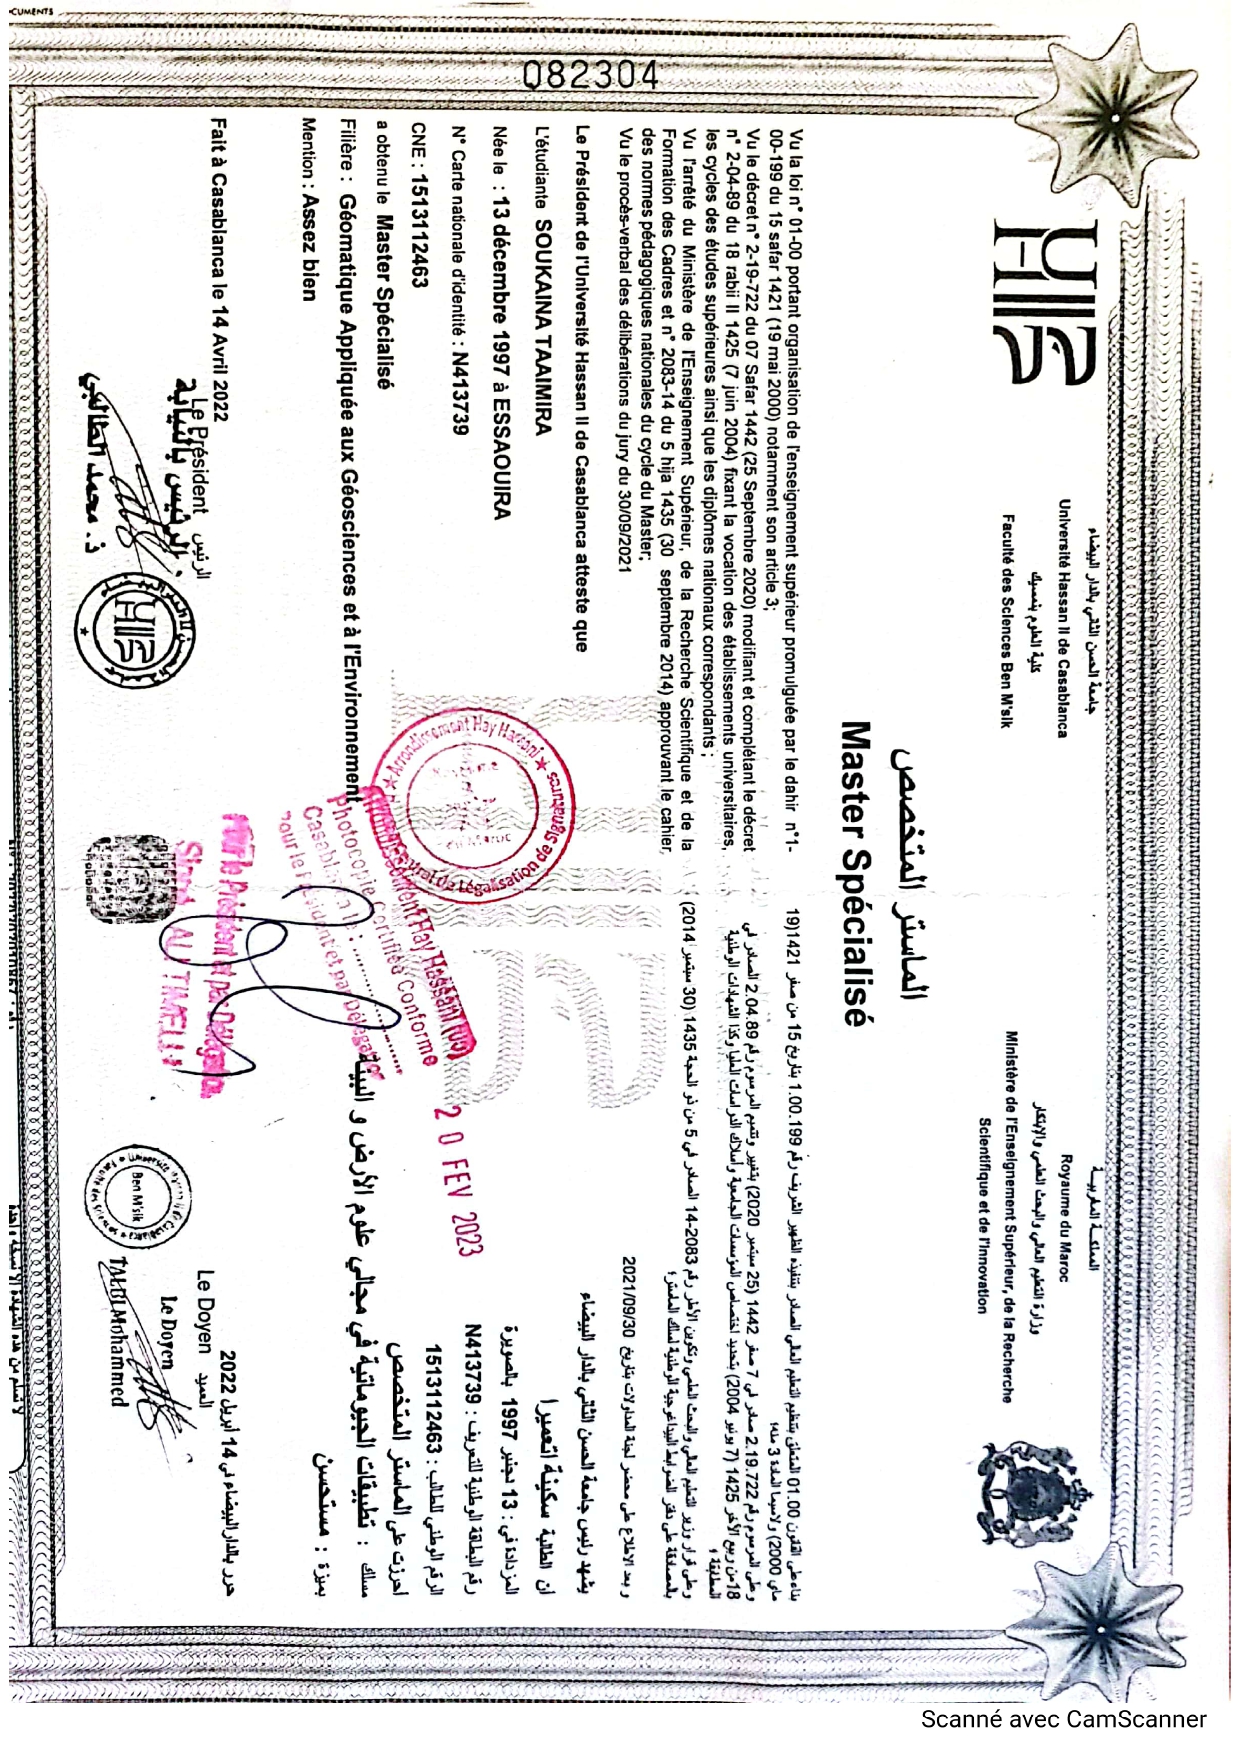 Scanné avec CamScanner
جامعة الحسن الثاني بالدار البيضاء
Université Hassan II de Casablanca
كلية العلوم بنمسيك
Faculté des Sciences Ben M'sik
المملكة المغربية
Royaume du Maroc
وزارة التعليم العالي والبحث العلمي والإبتكار
Ministère de l'Enseignement Supérieur, de la Recherche
Scientifique et de l'Innovation
الماستر المتخصص
Master Spécialisé
Vu la loi n° 01-00 portant organisation de l'enseignement supérieur promulguée par le dahir n°1-
00-199 du 15 safar 1421 (19 mai 2000) notamment son article 3;
Vu le décret n° 2-19-722 du 07 Safar 1442 (25 Septembre 2020) modifiant et complétant le décret
n° 2-04-89 du 18 rabii II 1425 (7 juin 2004) fixant la vocation des établissements universitaires,
les cycles des études supérieures ainsi que les diplômes nationaux correspondants ;
Vu l'arrêté du Ministère de l'Enseignement Supérieur, de la Recherche Scientifique et de la
Formation des Cadres et n° 2083-14 du 5 hija 1435 (30 septembre 2014) approuvant le cahier
des normes pédagogiques nationales du cycle du Master;
Vu le procès-verbal des délibérations du jury du 30/09/2021
بناء على القانون 01.00 المتعلق بتنظيم التعليم العالي الصادر بتنفيذه الظهير الشريف رقم 1.00.199 بتاريخ 15 من صفر 1421(19
ماي 2000) ولاسيما المادة 3 منه؛
وعلى المرسوم رقم 2.19.722 صادر في 7 صفر 1442 (25 سبتمبر 2020) بتغيير وتتميم المرسوم رقم 2.04.89 الصادر في
18من ربيع الآخر 1425 (7 يونيو 2004) بتحديد اختصاص المؤسسات الجامعية وأسلاك الدراسات العليا وكذا الشهادات الوطنية
المطابقة ؛
وعلى قرار وزير التعليم العالي والبحث العلمي وتكوين الأطر رقم 2083-14 الصادر في 5 من ذو الحجة 1435 (30 سبتمبر 2014)
بالمصادقة على دفتر الضوابط البيداغوجية الوطنية لسلك الماستر؛
و بعد الاطلاع على محضر لجنة المداولات بتاريخ 2021/09/30
082304
Le Président de l'Université Hassan II de Casablanca atteste que
يشهد رئيس جامعة الحسن الثاني بالدار البيضاء
L'étudiante SOUKAINA TAAIMIRA
أن الطالبة سكينة اتعميرا
Née le : 13 décembre 1997 à ESSAOUIRA
المزدادة في : 13 دجنبر 1997 بالصويرة
N° Carte nationale d'identité : N413739
رقم البطاقة الوطنية للتعريف : N413739
CNE : 1513112463
الرقم الوطني للطالب : 1513112463
a obtenu le Master Spécialisé
احرزت على الماستر المتخصص
Filière : Géomatique Appliquée aux Géosciences et à l'Environnement
مسلك : تطبيقات الجيوماتية في مجالي علوم الأرض و البيئة
Mention : Assez bien
بميزة : مستحسن
Arrondissement Hay Hassani
Légalisation de Signatures
20 FEV 2023
Arrondissement Hay Hassani
Photocopie Certifiée Conforme
Casablanca le :
Pour le Président et par Délégation
Pour le Président et par Délégation
Signé ALI TIMELLI
Fait à Casablanca le 14 Avril 2022
حرر بالدار البيضاء في 14 أبريل 2022
Le Président الرئيس
الرئيس بالنيابة
ذ. محمد الطالبي
Le Doyen العميد
Le Doyen
TALBI Mohammed
Ben M'sik
لا تسلم من هذه الشهادة إلا نسخة واحدة